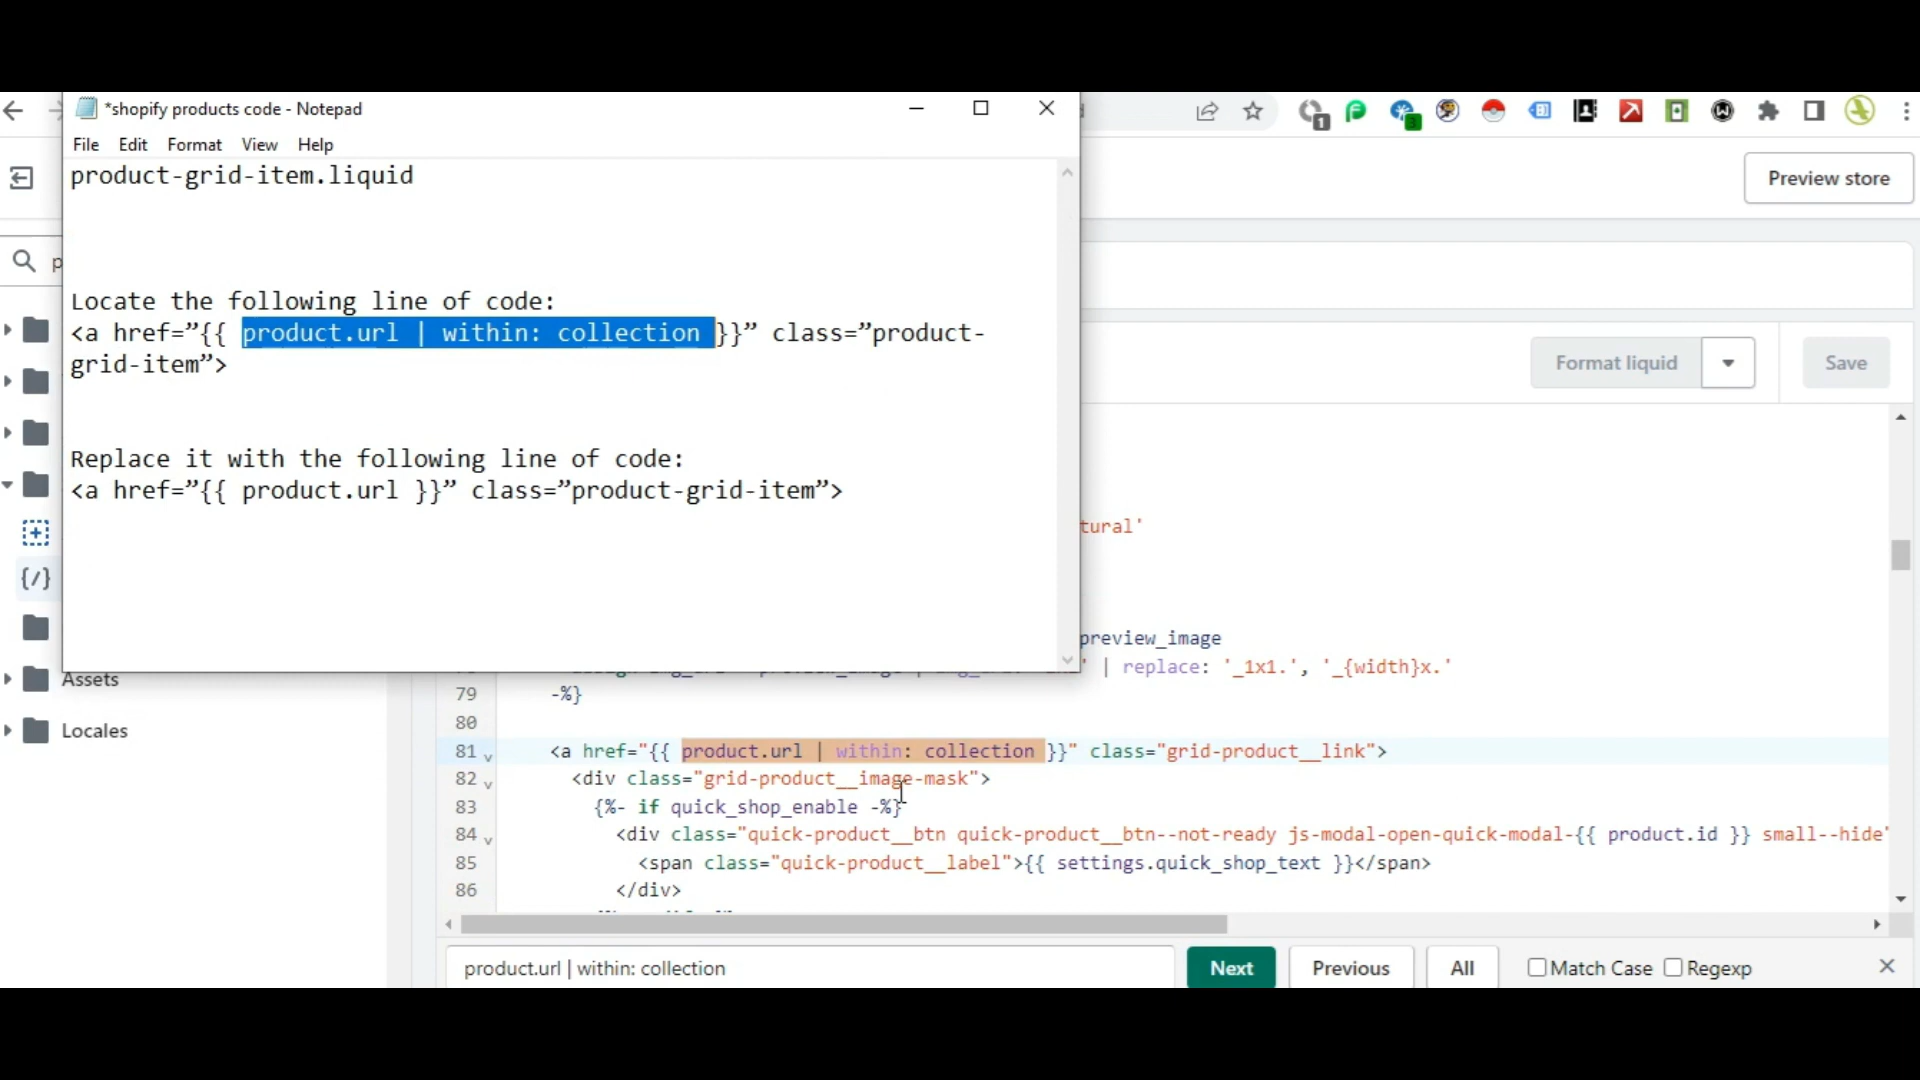 *shopify products code - Notepad
File Edit Format View Help
product-grid-item.liquid
Locate the following line of code:
<a href=”{{ product.url | within: collection }}” class=”product-
grid-item”>
Replace it with the following line of code:
<a href=”{{ product.url }}” class=”product-grid-item”>
1
Preview store
p
Format liquid
Save
tural'
preview_image
' | replace: '_1x1.', '_{width}x.'
Assets
Locales
79 -%}
80
81 <a href="{{ product.url | within: collection }}" class="grid-product__link">
82 <div class="grid-product__image-mask">
83 {%- if quick_shop_enable -%}
84 <div class="quick-product__btn quick-product__btn--not-ready js-modal-open-quick-modal-{{ product.id }} small--hide"
85 <span class="quick-product__label">{{ settings.quick_shop_text }}</span>
86 </div>
product.url | within: collection
Next Previous All Match Case Regexp